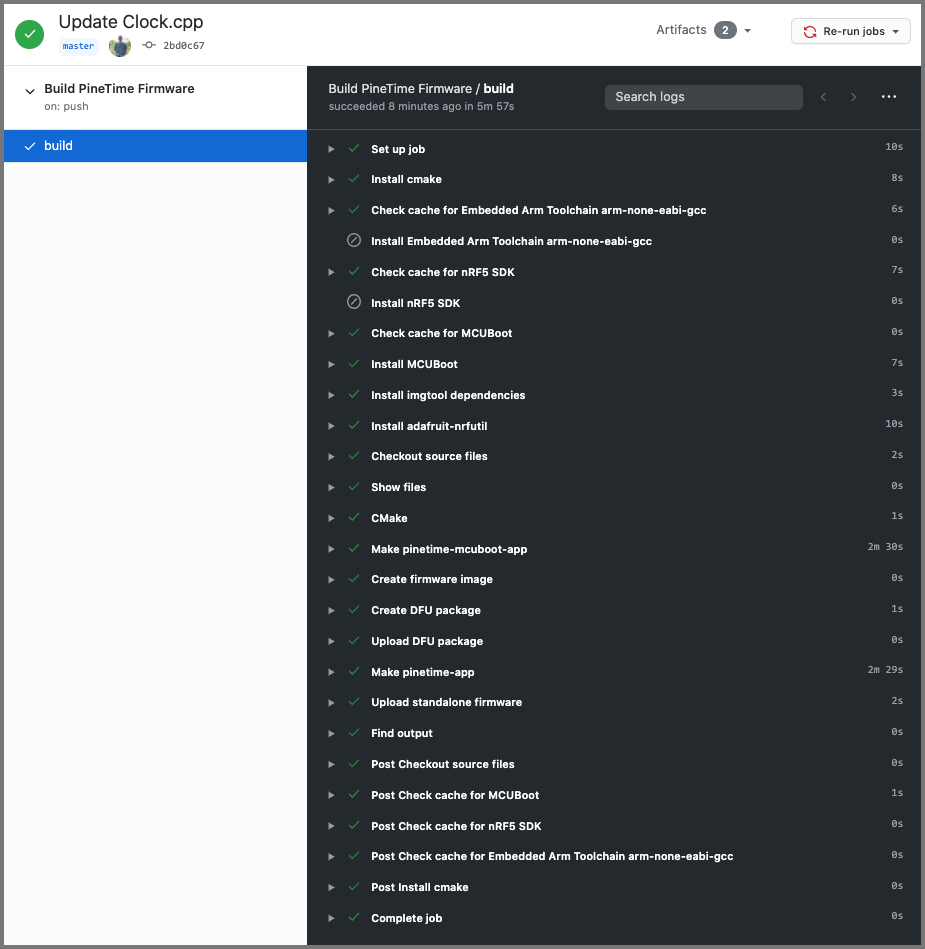 Update Clock.cpp
master 2bd0c67
Artifacts 2
Re-run jobs
Build PineTime Firmware
on: push
build
Build PineTime Firmware / build
succeeded 8 minutes ago in 5m 57s
Search logs
Set up job 10s
Install cmake 8s
Check cache for Embedded Arm Toolchain arm-none-eabi-gcc 6s
Install Embedded Arm Toolchain arm-none-eabi-gcc 0s
Check cache for nRF5 SDK 7s
Install nRF5 SDK 0s
Check cache for MCUBoot 0s
Install MCUBoot 7s
Install imgtool dependencies 3s
Install adafruit-nrfutil 10s
Checkout source files 2s
Show files 0s
CMake 1s
Make pinetime-mcuboot-app 2m 30s
Create firmware image 0s
Create DFU package 1s
Upload DFU package 0s
Make pinetime-app 2m 29s
Upload standalone firmware 2s
Find output 0s
Post Checkout source files 0s
Post Check cache for MCUBoot 1s
Post Check cache for nRF5 SDK 0s
Post Check cache for Embedded Arm Toolchain arm-none-eabi-gcc 0s
Post Install cmake 0s
Complete job 0s